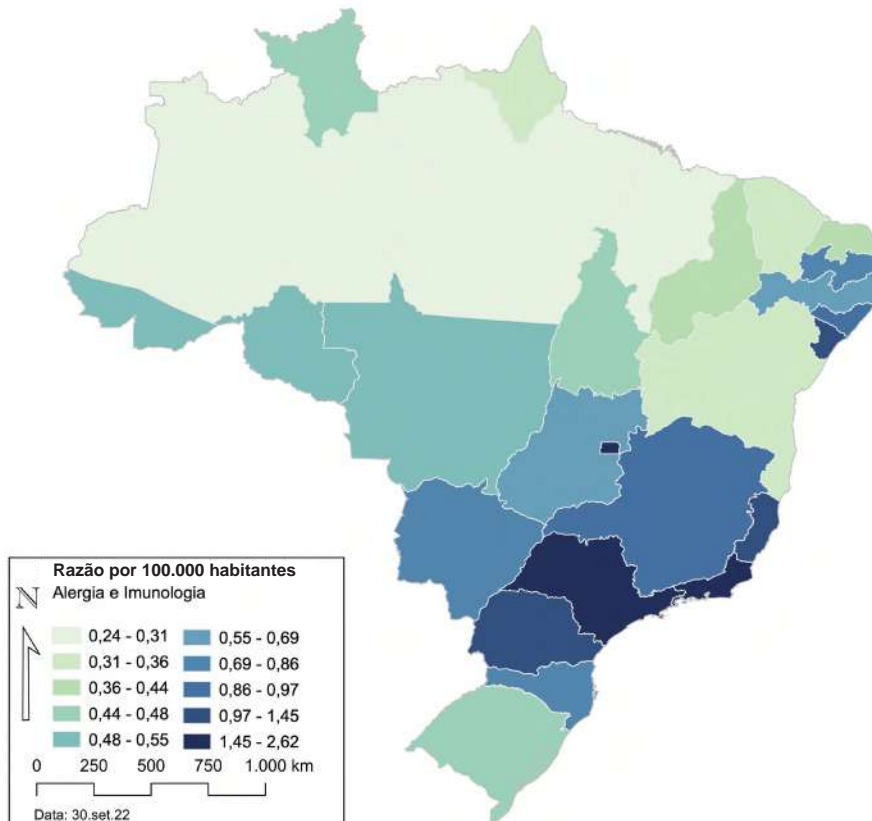 Razão por 100.000 habitantes
N Alergia e Imunologia
0,24 - 0,31 0,55 - 0,69
0,31 - 0,36 0,69 - 0,86
0,36 - 0,44 0,86 - 0,97
0,44 - 0,48 0,97 - 1,45
0,48 - 0,55 1,45 - 2,62
0 250 500 750 1.000 km
Data: 30.set.22